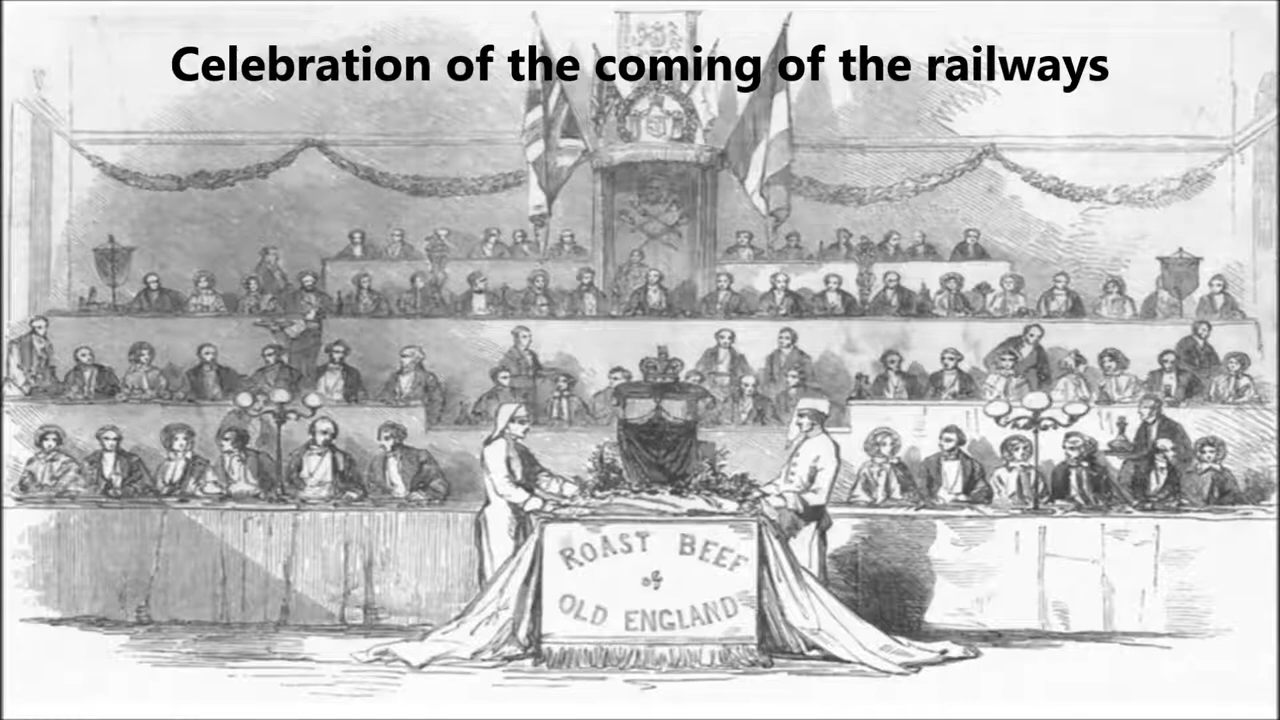 Celebration of the coming of the railways
ROAST BEEF
of
OLD ENGLAND